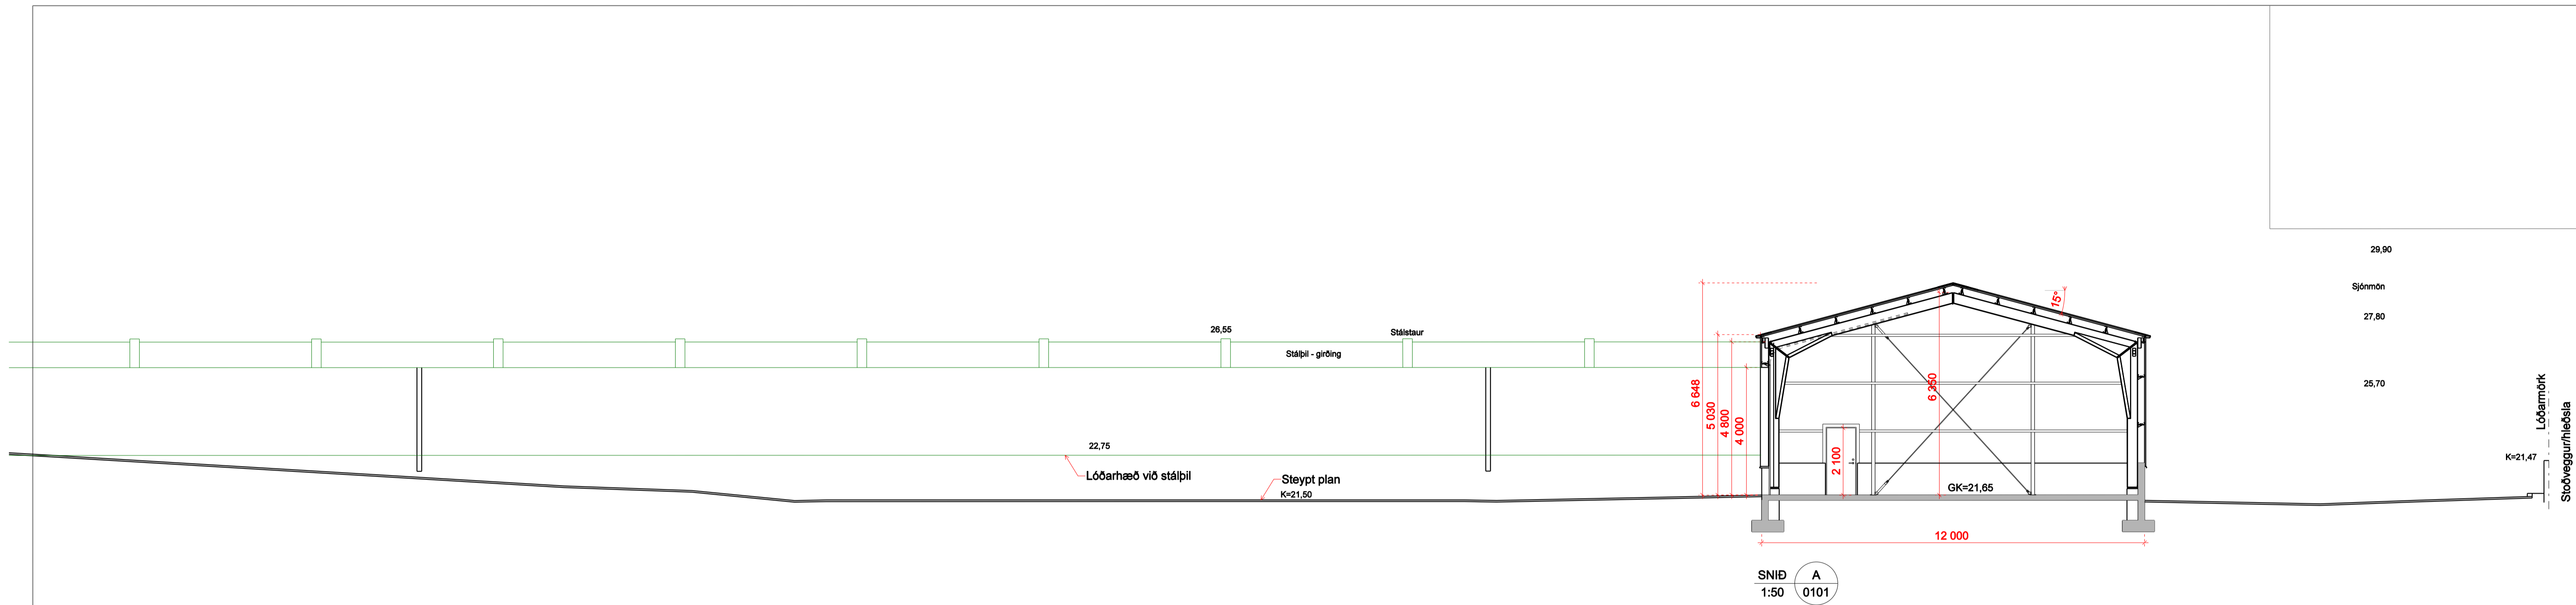 29,90
Sjónmön
15°
27,80
26,55
Stálstaur
Stálþil - girðing
6 648
5 030
4 800
4 000
6 350
25,70
Lóðarmörk
Stoðveggur/hleðsla
22,75
2 100
K=21,47
Lóðarhæð við stálþil
Steypt plan
K=21,50
GK=21,65
12 000
SNIÐ A
1:50 0101